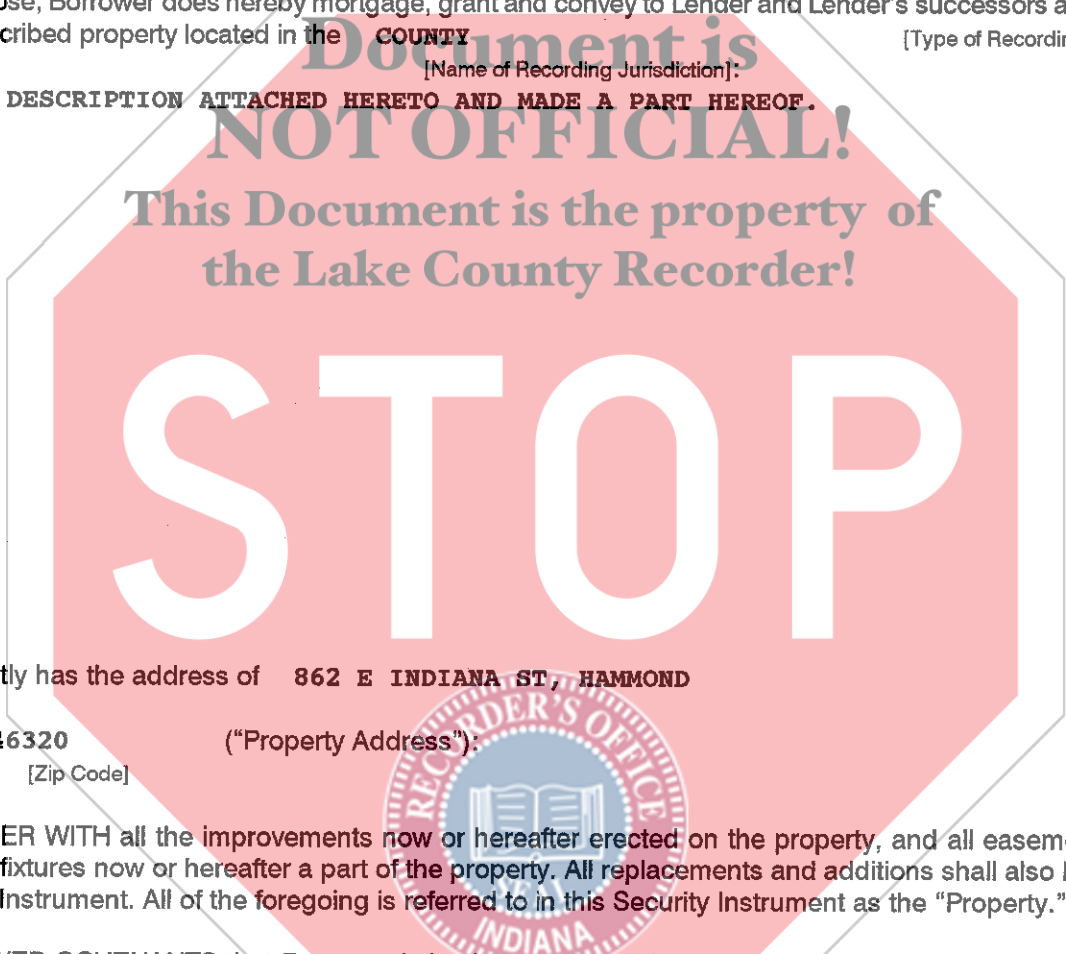 Borrower does hereby mortgage, grant and convey to Lender and Lender's successors
cribed property located in the COUNTY [Type of Recordin
Document is
[Name of Recording Jurisdiction]:
DESCRIPTION ATTACHED HERETO AND MADE A PART HEREOF.
NOT OFFICIAL!
This Document is the property of
the Lake County Recorder!
STOP
tly has the address of 862 E INDIANA ST, HAMMOND
RECORDER'S OFFICE
6320 ("Property Address"):
[Zip Code]
ER WITH all the improvements now or hereafter erected on the property, and all easem
fixtures now or hereafter a part of the property. All replacements and additions shall also
SEAL
Instrument. All of the foregoing is referred to in this Security Instrument as the "Property."
INDIANA